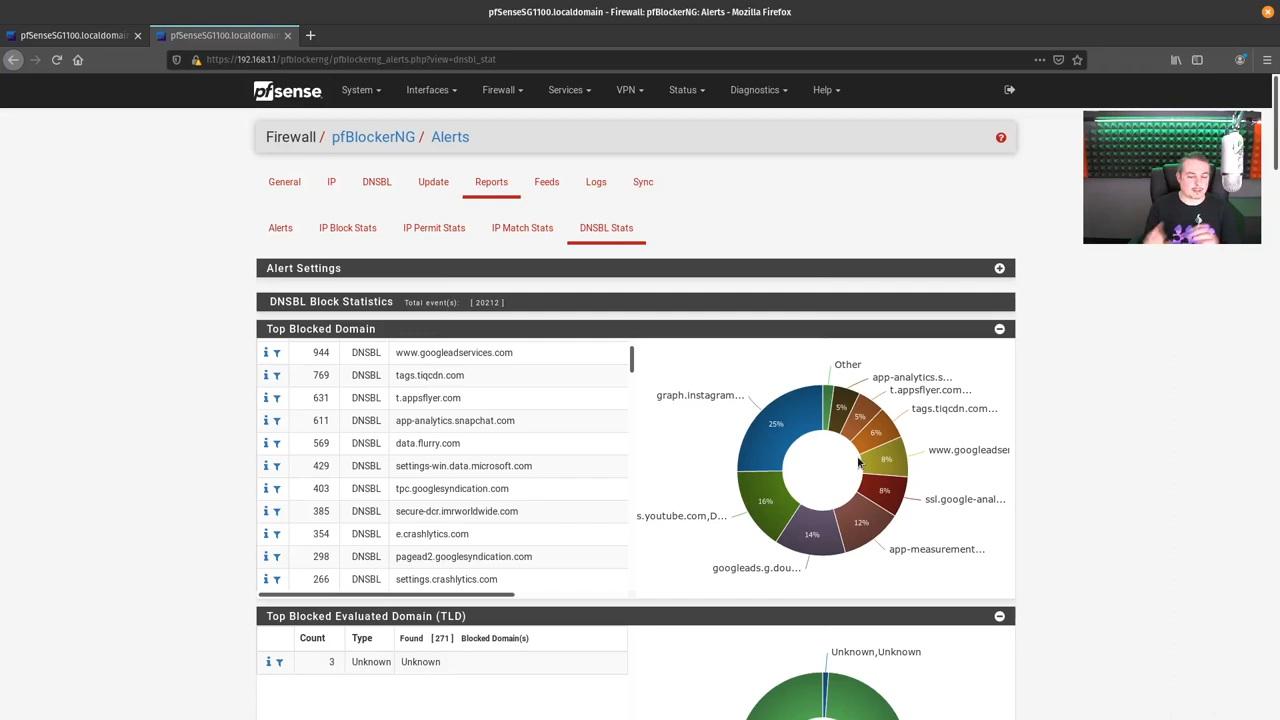 pfSenseSG1100.localdomain - Firewall: pfBlockerNG: Alerts - Mozilla Firefox
pfSenseSG1100.localdomain
pfSenseSG1100.localdomain
https://192.168.1.1/pfblockerng/pfblockerng_alerts.php?view=dnsbl_stat
pfsense
System
Interfaces
Firewall
Services
VPN
Status
Diagnostics
Help
Firewall / pfBlockerNG / Alerts
General
IP
DNSBL
Update
Reports
Feeds
Logs
Sync
Alerts
IP Block Stats
IP Permit Stats
IP Match Stats
DNSBL Stats
Alert Settings
DNSBL Block Statistics Total event(s): [ 20212 ]
Top Blocked Domain
944 DNSBL www.googleadservices.com
769 DNSBL tags.tiqcdn.com
631 DNSBL t.appsflyer.com
611 DNSBL app-analytics.snapchat.com
569 DNSBL data.flurry.com
429 DNSBL settings-win.data.microsoft.com
403 DNSBL tpc.googlesyndication.com
385 DNSBL secure-dcr.imrworldwide.com
354 DNSBL e.crashlytics.com
298 DNSBL pagead2.googlesyndication.com
266 DNSBL settings.crashlytics.com
Other
app-analytics.s...
t.appsflyer.com...
tags.tiqcdn.com...
www.googleadser
ssl.google-anal...
app-measurement...
googleads.g.dou...
s.youtube.com,D...
graph.instagram...
5%
5%
6%
8%
8%
12%
14%
16%
25%
Top Blocked Evaluated Domain (TLD)
Count Type Found [ 271 ] Blocked Domain(s)
3 Unknown Unknown
Unknown,Unknown